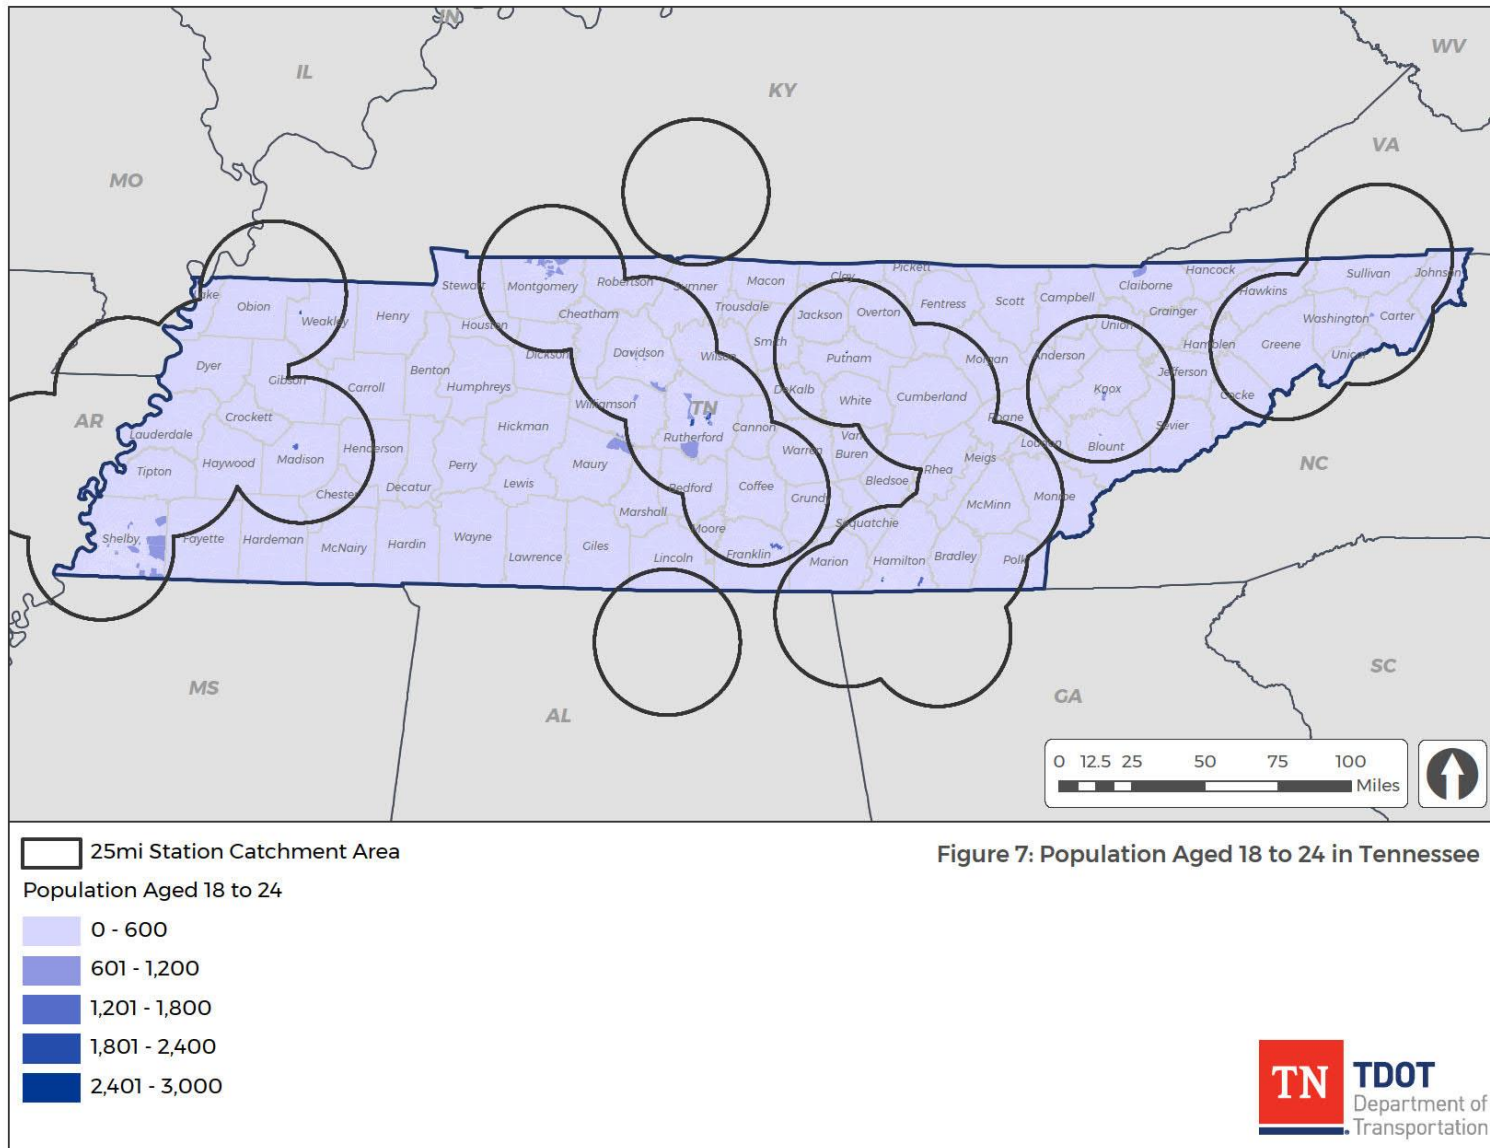 IN
WV
IL
KY
VA
MO
Pickett
Clay
Hancock
Macon
Sullivan
Johnson
Stewart
Montgomery
Robertson
Sumner
Claiborne
Hawkins
Lake
Obion
Trousdale
Fentress
Scott
Campbell
Weakley
Henry
Cheatham
Jackson
Overton
Grainger
Washington
Carter
Houston
Union
Smith
Hamblen
Greene
Dickson
Davidson
Wilson
Putnam
Morgan
Anderson
Unicoi
Dyer
Benton
Jefferson
Gibson
Carroll
Humphreys
DeKalb
Knox
Cocke
White
Cumberland
Williamson
TN
AR
Crockett
Roane
Hickman
Cannon
Sevier
Lauderdale
Rutherford
Van
Buren
Loudon
Blount
Henderson
Warren
Madison
Haywood
Maury
Perry
Meigs
Rhea
NC
Tipton
Lewis
Bledsoe
Decatur
Bedford
Coffee
Chester
Grundy
Monroe
McMinn
Marshall
Moore
Sequatchie
Shelby
Fayette
Hardeman
McNairy
Hardin
Wayne
Lawrence
Giles
Lincoln
Franklin
Marion
Hamilton
Bradley
Polk
MS
AL
GA
SC
0 12.5 25 50 75 100
Miles
25mi Station Catchment Area
Figure 7: Population Aged 18 to 24 in Tennessee
Population Aged 18 to 24
0 - 600
601 - 1,200
1,201 - 1,800
1,801 - 2,400
2,401 - 3,000
TN
TDOT
Department of
Transportation